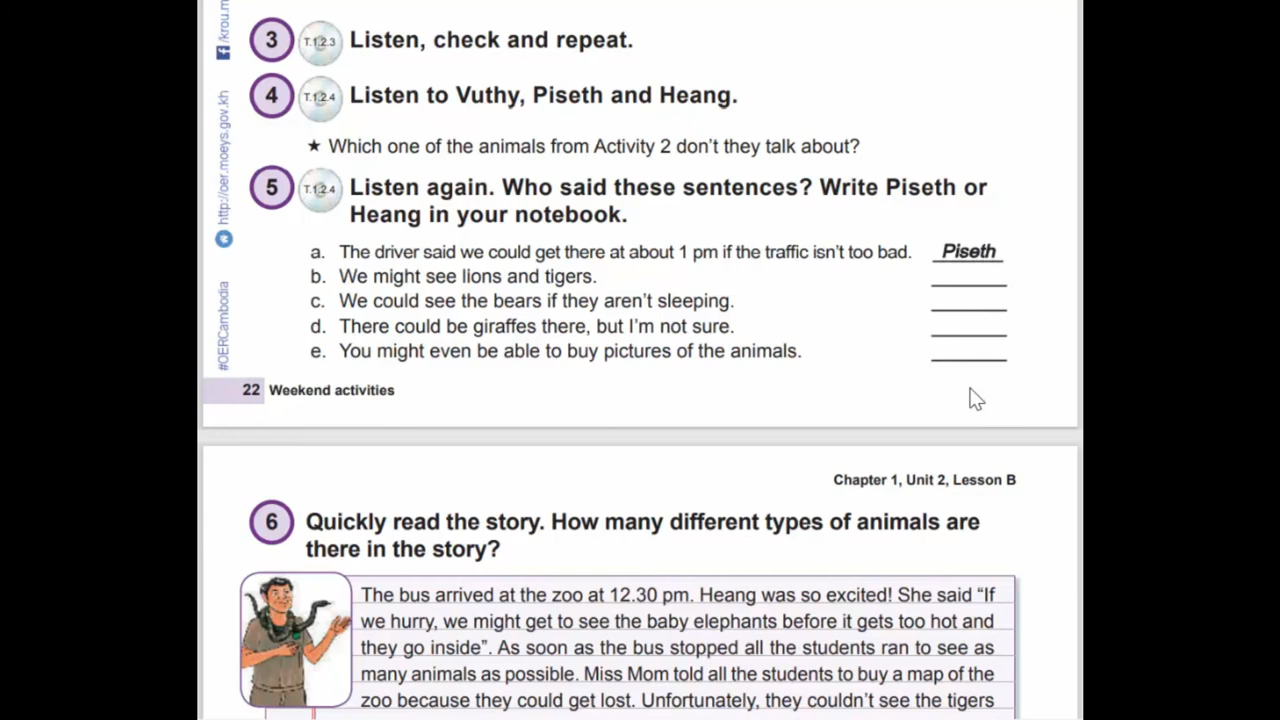 /krou.m
http://oer.moeys.gov.kh
#OERCambodia
3 T.1.2.3 Listen, check and repeat.
4 T.1.2.4 Listen to Vuthy, Piseth and Heang.
★ Which one of the animals from Activity 2 don’t they talk about?
5 T.1.2.4 Listen again. Who said these sentences? Write Piseth or
Heang in your notebook.
a. The driver said we could get there at about 1 pm if the traffic isn’t too bad. Piseth
b. We might see lions and tigers.
c. We could see the bears if they aren’t sleeping.
d. There could be giraffes there, but I’m not sure.
e. You might even be able to buy pictures of the animals.
22 Weekend activities
Chapter 1, Unit 2, Lesson B
6 Quickly read the story. How many different types of animals are
there in the story?
The bus arrived at the zoo at 12.30 pm. Heang was so excited! She said “If
we hurry, we might get to see the baby elephants before it gets too hot and
they go inside”. As soon as the bus stopped all the students ran to see as
many animals as possible. Miss Mom told all the students to buy a map of the
zoo because they could get lost. Unfortunately, they couldn’t see the tigers